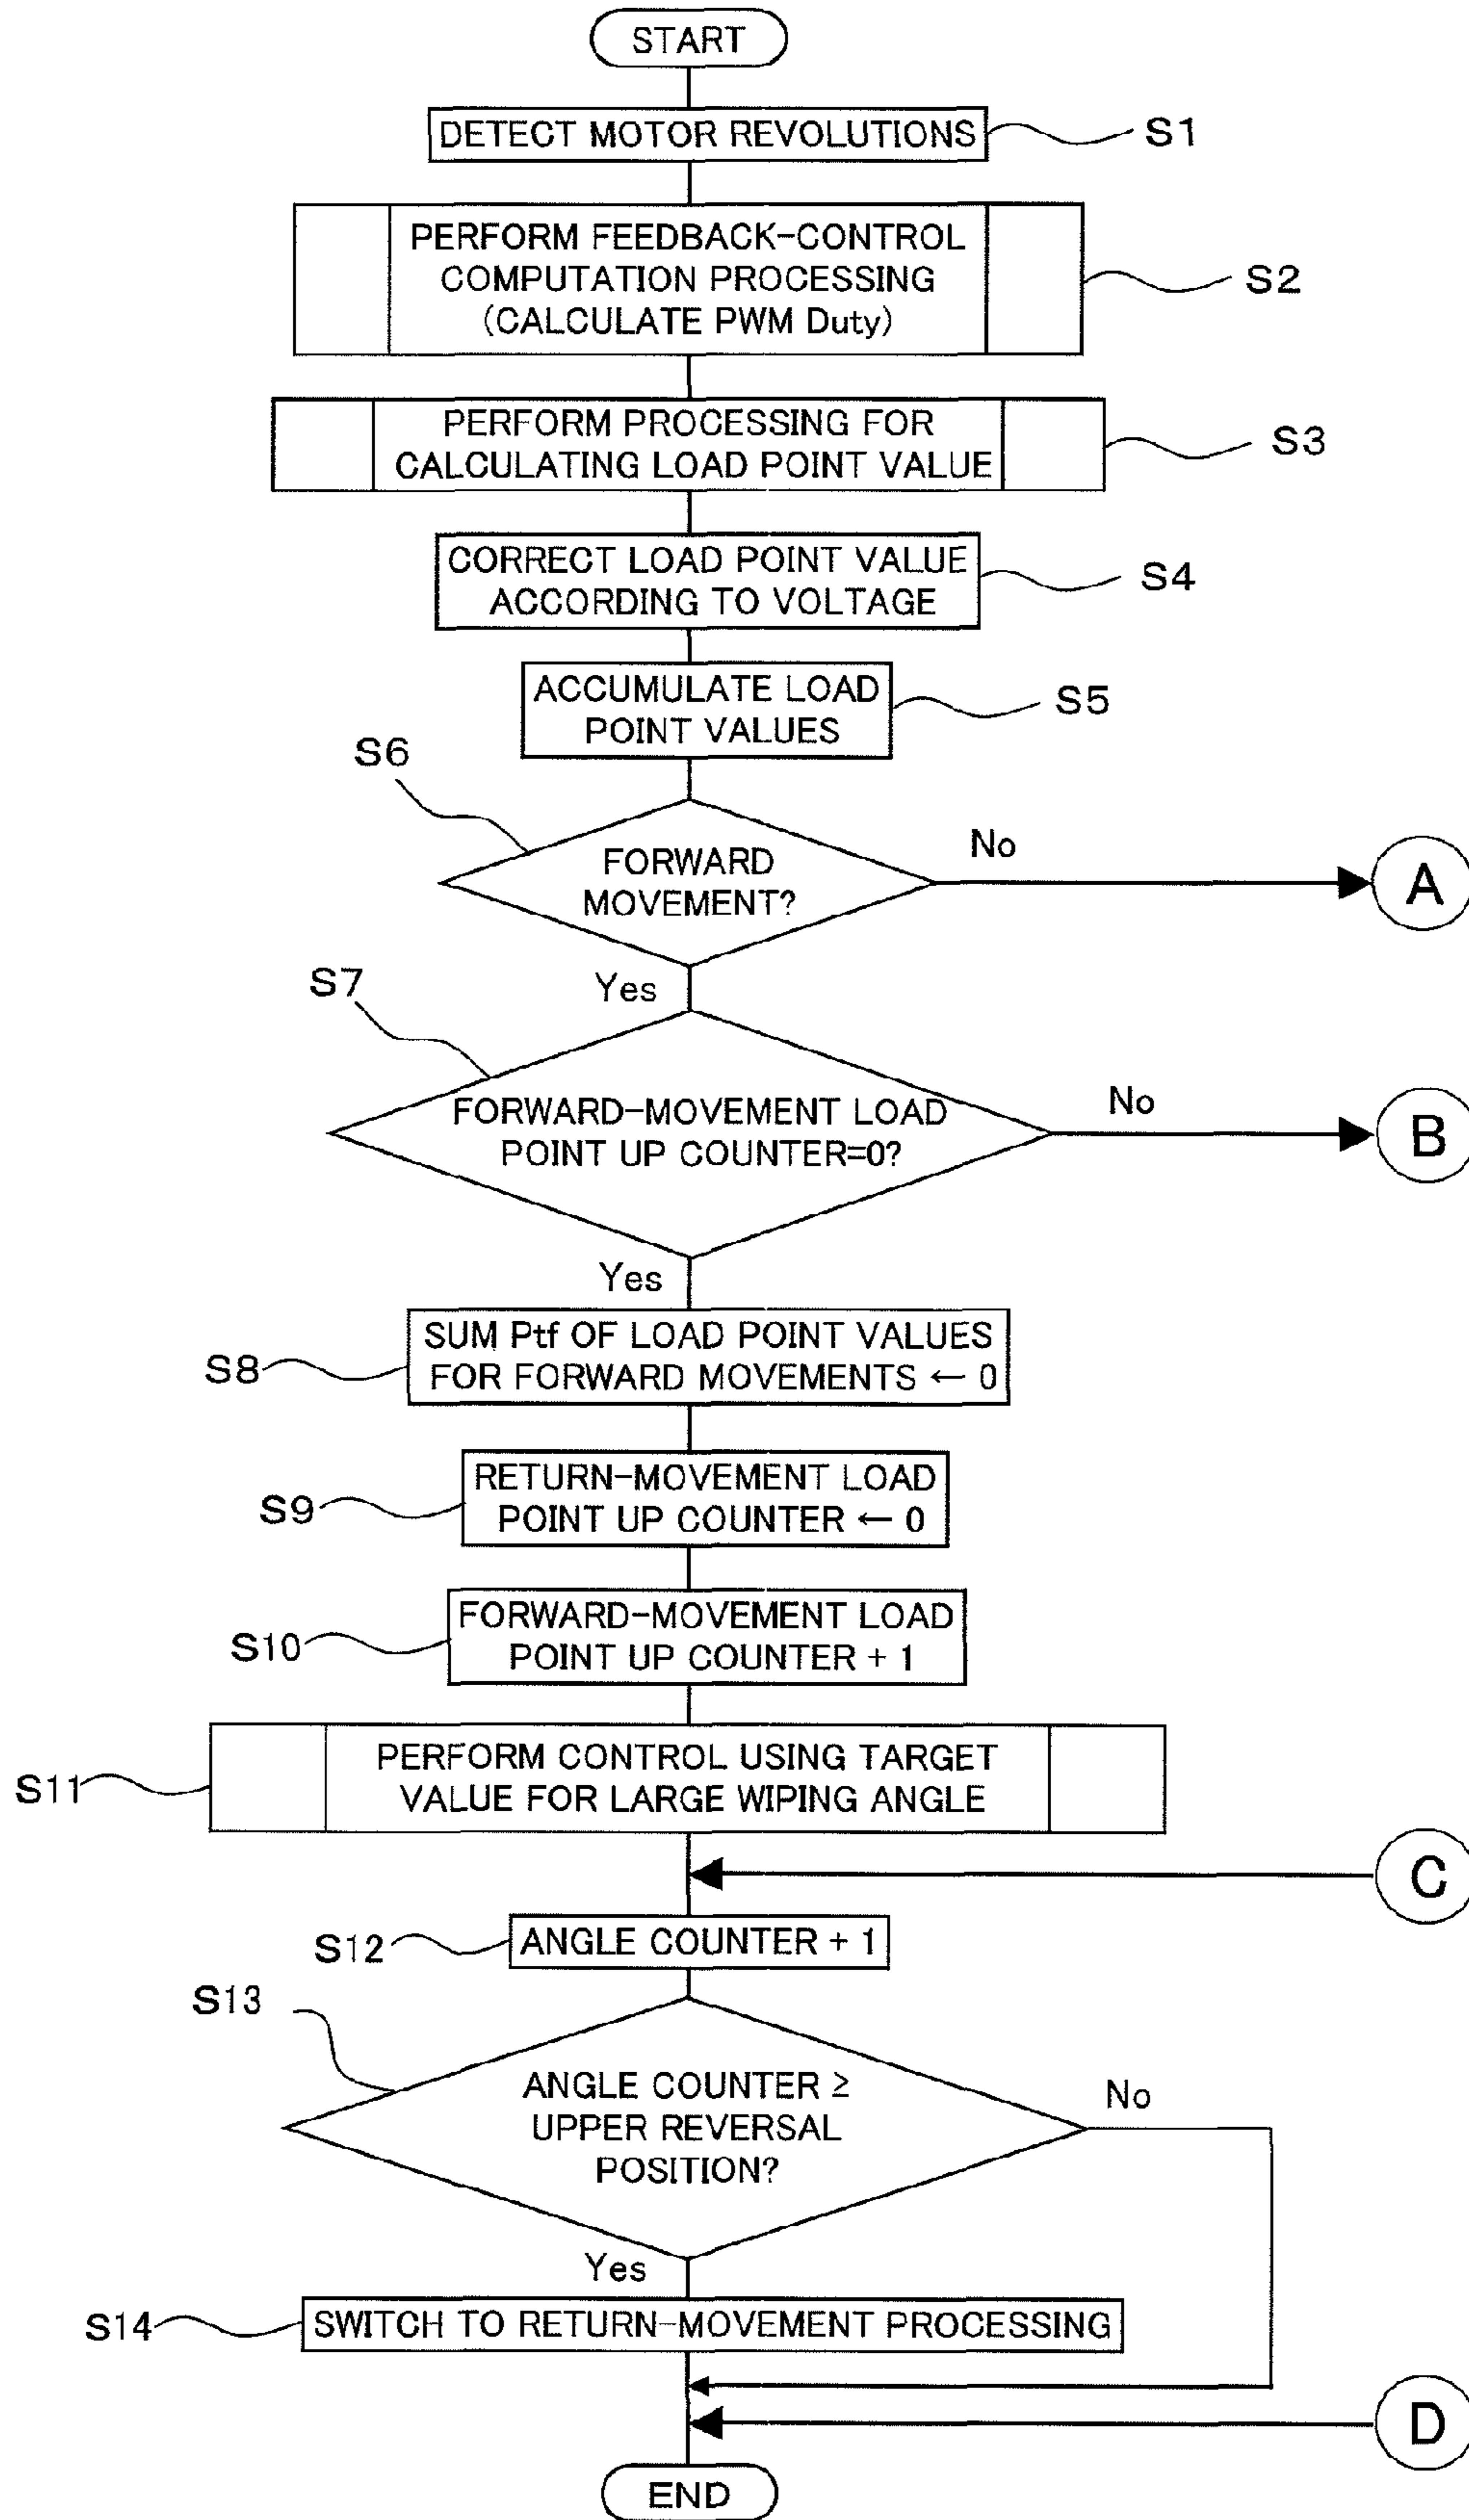 START
DETECT MOTOR REVOLUTIONS
S1
PERFORM FEEDBACK-CONTROL
COMPUTATION PROCESSING
(CALCULATE PWM Duty)
S2
PERFORM PROCESSING FOR
CALCULATING LOAD POINT VALUE
S3
CORRECT LOAD POINT VALUE
ACCORDING TO VOLTAGE
S4
ACCUMULATE LOAD
POINT VALUES
S5
S6
FORWARD
MOVEMENT?
No
A
Yes
S7
FORWARD-MOVEMENT LOAD
POINT UP COUNTER=0?
No
B
Yes
S8
SUM Ptf OF LOAD POINT VALUES
FOR FORWARD MOVEMENTS ← 0
S9
RETURN-MOVEMENT LOAD
POINT UP COUNTER ← 0
S10
FORWARD-MOVEMENT LOAD
POINT UP COUNTER + 1
S11
PERFORM CONTROL USING TARGET
VALUE FOR LARGE WIPING ANGLE
C
S12
ANGLE COUNTER + 1
S13
ANGLE COUNTER ≥
UPPER REVERSAL
POSITION?
No
Yes
S14
SWITCH TO RETURN-MOVEMENT PROCESSING
D
END